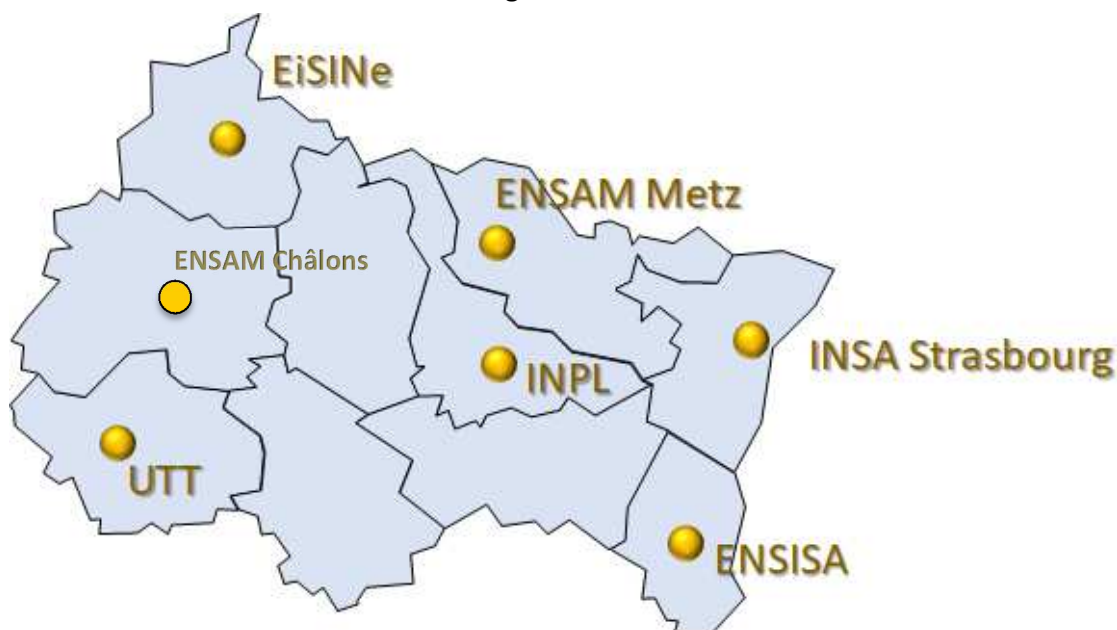 EiSINe
ENSAM Metz
ENSAM Châlons
INSA Strasbourg
INPL
UTT
ENSISA